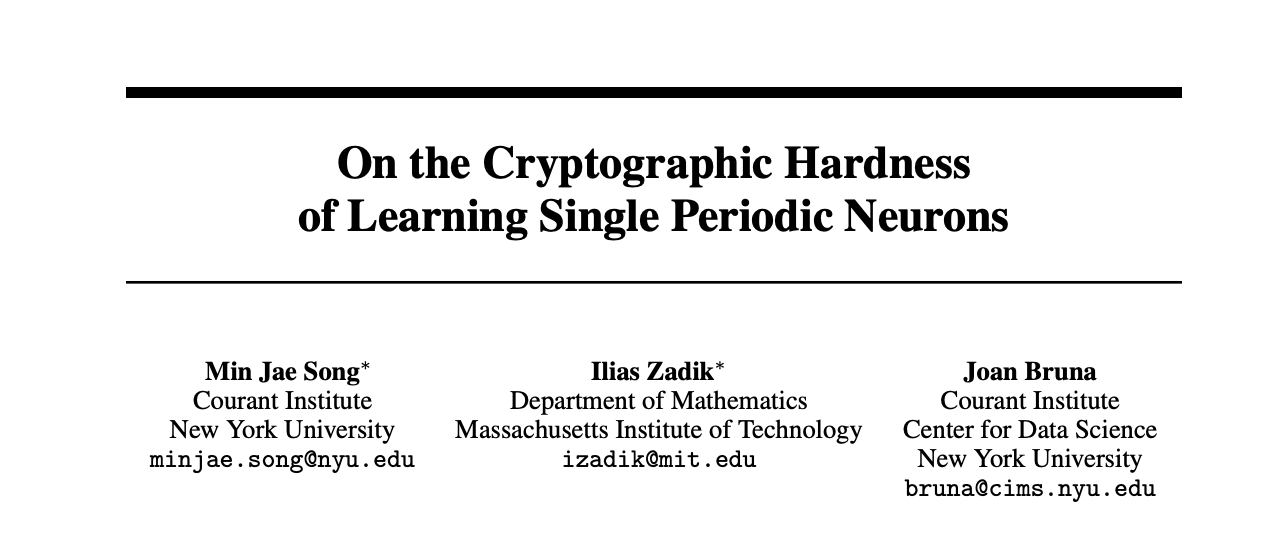 On the Cryptographic Hardness
of Learning Single Periodic Neurons
Min Jae Song*
Courant Institute
New York University
minjae.song@nyu.edu
Ilias Zadik*
Department of Mathematics
Massachusetts Institute of Technology
izadik@mit.edu
Joan Bruna
Courant Institute
Center for Data Science
New York University
bruna@cims.nyu.edu